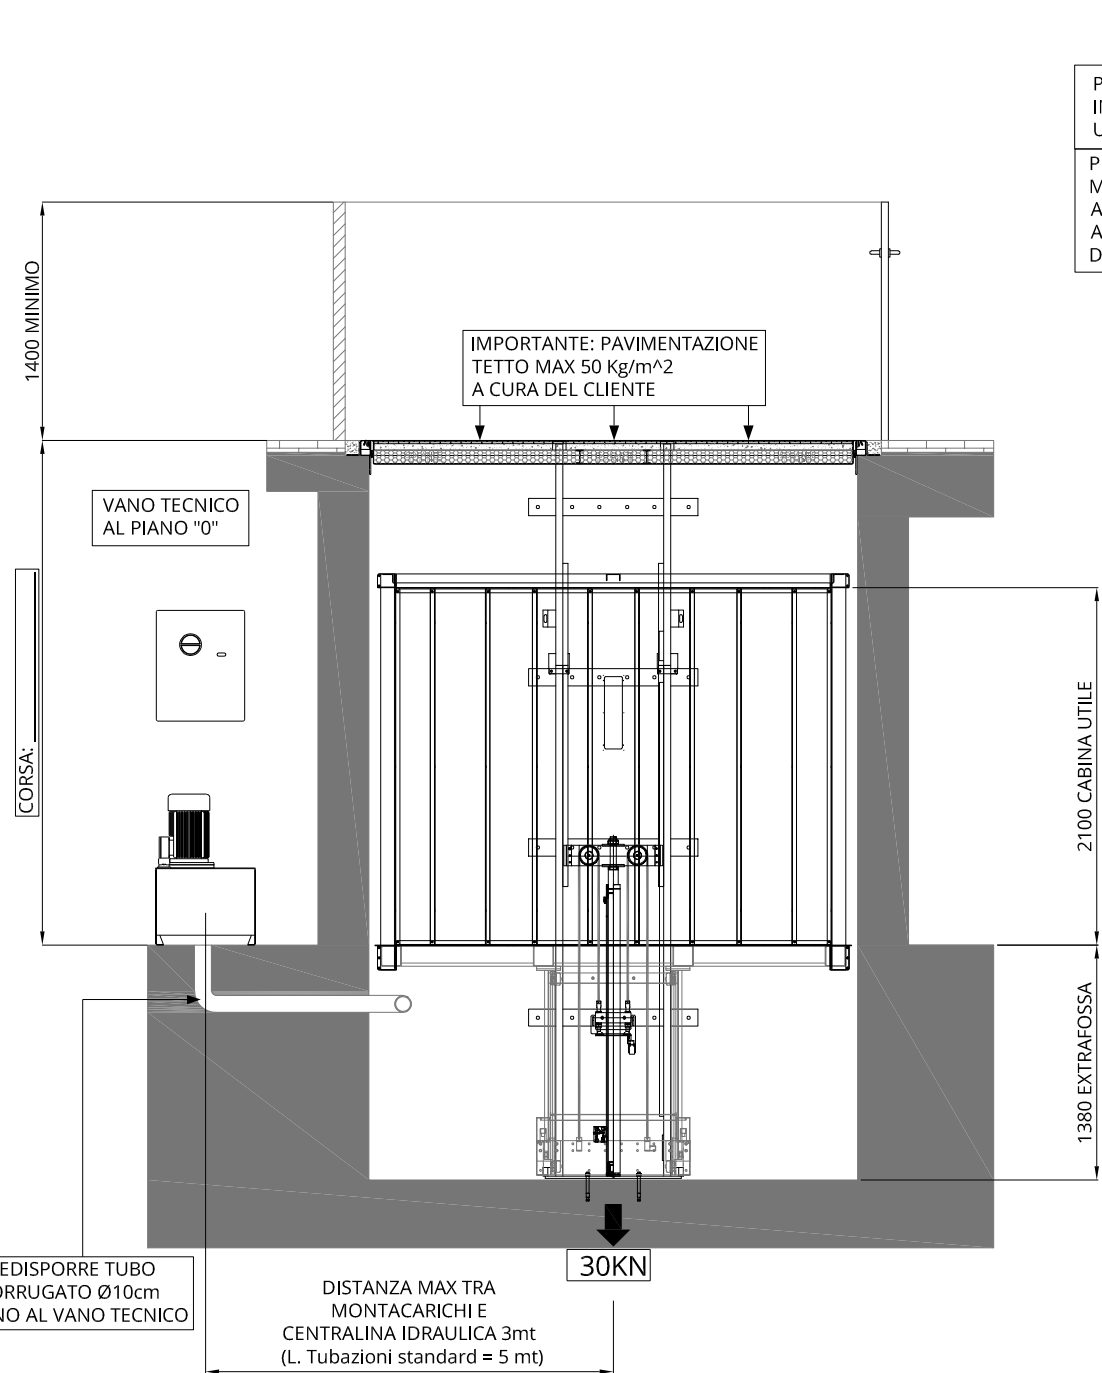 1400 MINIMO
IMPORTANTE: PAVIMENTAZIONE
TETTO MAX 50 Kg/m^2
A CURA DEL CLIENTE
P
U
P
M
A
A
D
VANO TECNICO
AL PIANO "0"
CORSA:
2100 CABINA UTILE
1380 EXTRAFOSSA
30KN
EDISPORRE TUBO
ORRUGATO Ø10cm
NO AL VANO TECNICO
DISTANZA MAX TRA
MONTACARICHI E
CENTRALINA IDRAULICA 3mt
(L. Tubazioni standard = 5 mt)